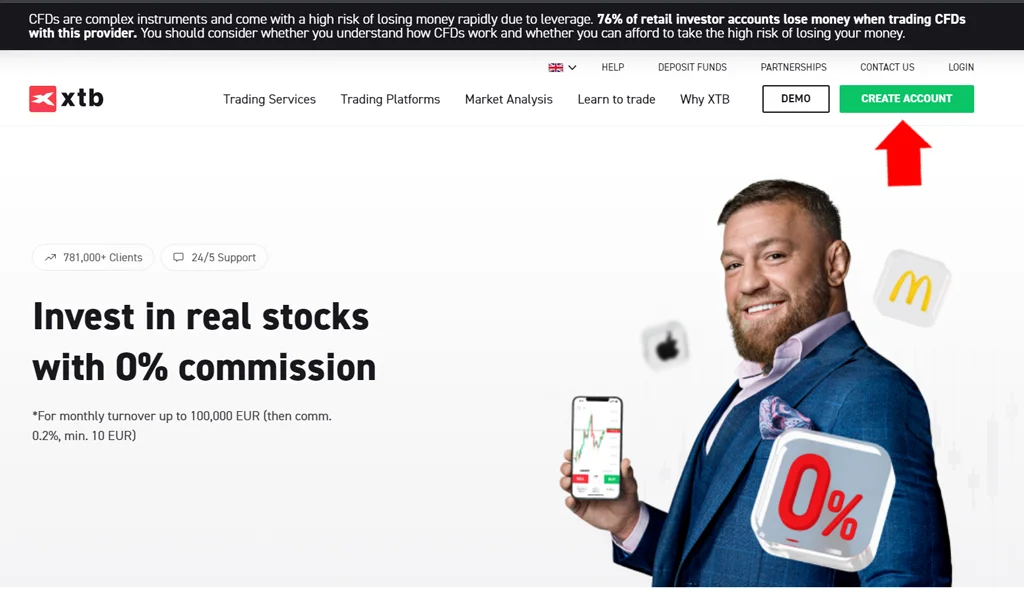 CFDs are complex instruments and come with a high risk of losing money rapidly due to leverage. 76% of retail investor accounts lose money when trading CFDs
with this provider. You should consider whether you understand how CFDs work and whether you can afford to take the high risk of losing your money.
HELP DEPOSIT FUNDS PARTNERSHIPS CONTACT US LOGIN
xtb Trading Services Trading Platforms Market Analysis Learn to trade Why XTB DEMO CREATE ACCOUNT
781,000+ Clients 24/5 Support
Invest in real stocks
with 0% commission
*For monthly turnover up to 100,000 EUR (then comm.
0.2%, min. 10 EUR)
0%